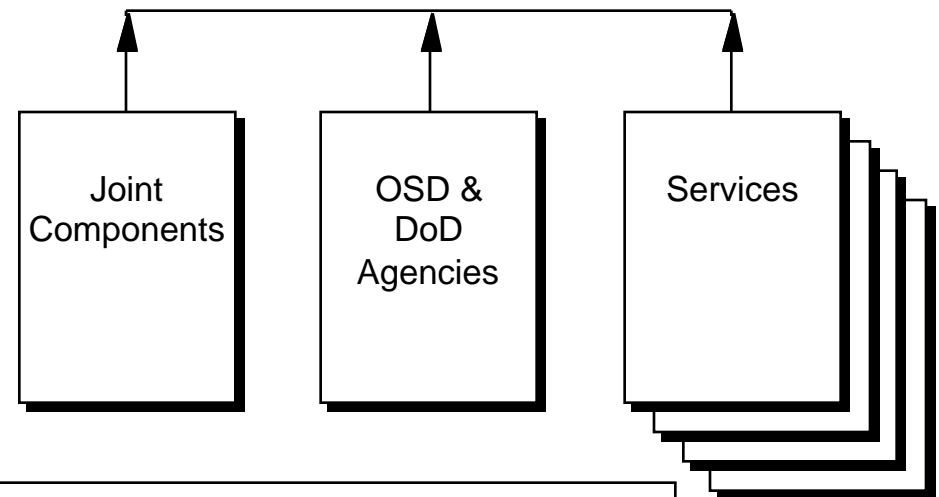 Joint
Components
OSD &
DoD
Agencies
Services